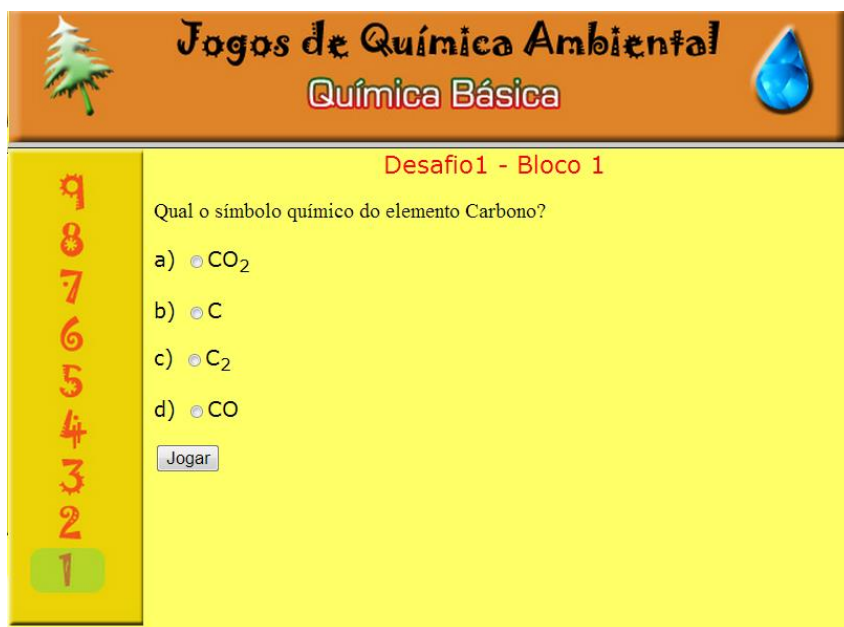 Jogos de Química Ambiental
Química Básica
Desafio1 - Bloco 1
9
8
7
6
5
4
3
2
1
Qual o símbolo químico do elemento Carbono?
a) CO₂
b) C
c) C₂
d) CO
Jogar